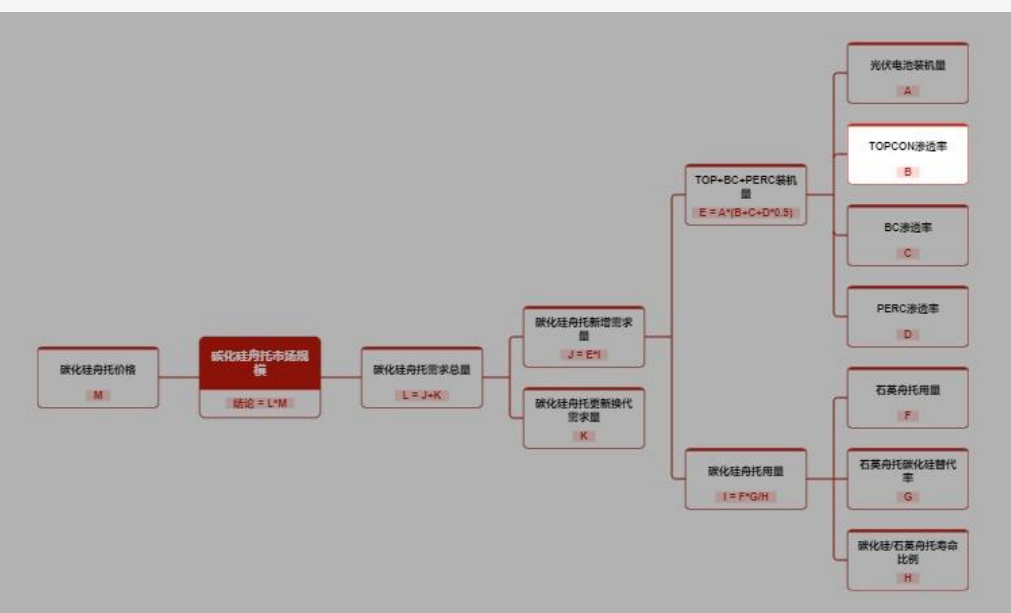 光伏电池装机量
A
TOPCON渗透率
B
TOP+BC+PERC装机
量
E = A*(B+C+D*0.5)
BC渗透率
C
PERC渗透率
D
碳化硅舟托价格
M
碳化硅舟托市场规
模
结论 = L*M
碳化硅舟托需求总量
L = J+K
碳化硅舟托新增需求
量
J = E*I
碳化硅舟托更新换代
需求量
K
碳化硅舟托用量
I = F*G/H
石英舟托用量
F
石英舟托碳化硅替代
率
G
碳化硅/石英舟托寿命
比例
H